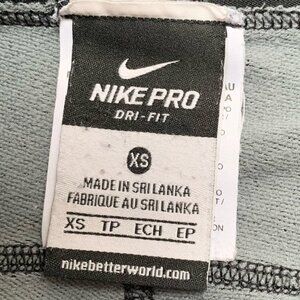 NIKE PRO
DRI-FIT
XS
MADE IN SRI LANKA
FABRIQUE AU SRI LANKA
XS TP ECH EP
nikebetterworld.com